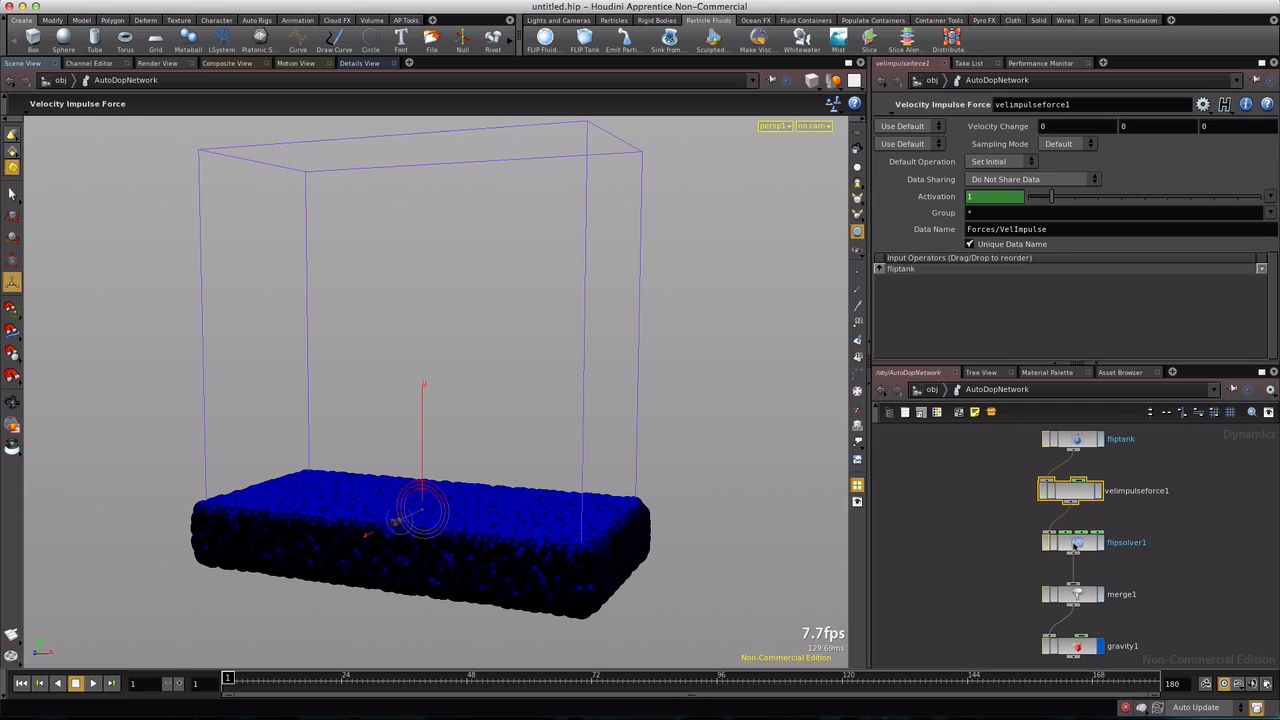 untitled.hip - Houdini Apprentice Non-Commercial
Create Modify Model Polygon Deform Texture Character Auto Rigs Animation Cloud FX Volume AP Tools
Lights and Cameras Particles Rigid Bodies Particle Fluids Ocean FX Fluid Containers Populate Containers Container Tools Pyro FX Cloth Solid Wires Fur Drive Simulation
Box Sphere Tube Torus Grid Metaball LSystem Platonic S... Curve Draw Curve Circle Font File Null Rivet
FLIP Fluid... FLIP Tank Emit Parti... Sink from... Sculpted... Make Visc... Whitewater Mist Slice Slice Alon... Distribute...
Scene View Channel Editor Render View Composite View Motion View Details View
velimpulseforce1 Take List Performance Monitor
obj AutoDopNetwork
obj AutoDopNetwork
Velocity Impulse Force
persp1 no cam
Velocity Impulse Force velimpulseforce1
Use Default Velocity Change 0 0 0
Use Default Sampling Mode Default
Default Operation Set Initial
Data Sharing Do Not Share Data
Activation 1
Group *
Data Name Forces/VelImpulse
Unique Data Name
Input Operators (Drag/Drop to reorder)
fliptank
/obj/AutoDopNetwork Tree View Material Palette Asset Browser
obj AutoDopNetwork
Dynamics
fliptank
velimpulseforce1
flipsolver1
merge1
gravity1
Non-Commercial Edition
7.7fps
129.69ms
Non-Commercial Edition
1 1 1 24 48 72 96 120 144 168 180
Auto Update